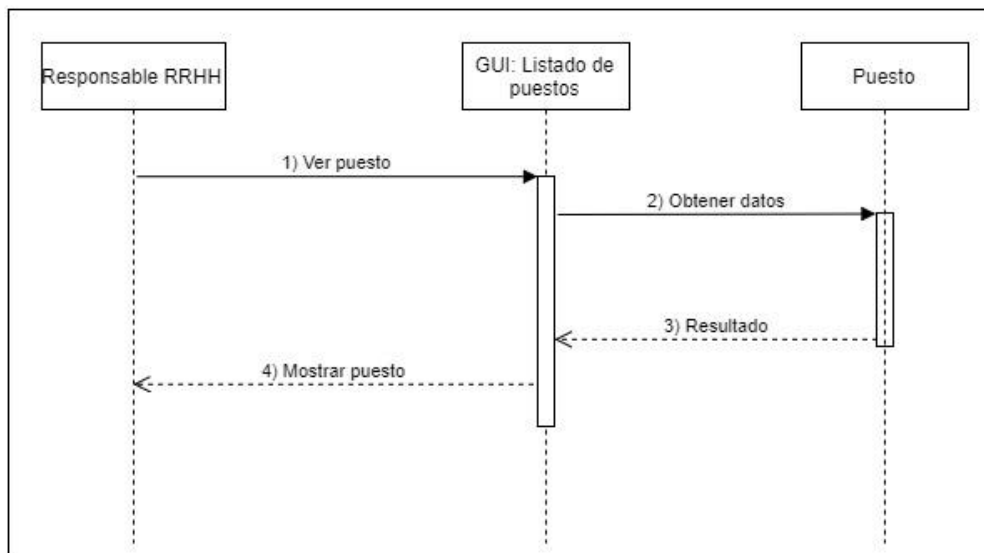 Responsable RRHH
GUI: Listado de
puestos
Puesto
1) Ver puesto
2) Obtener datos
3) Resultado
4) Mostrar puesto